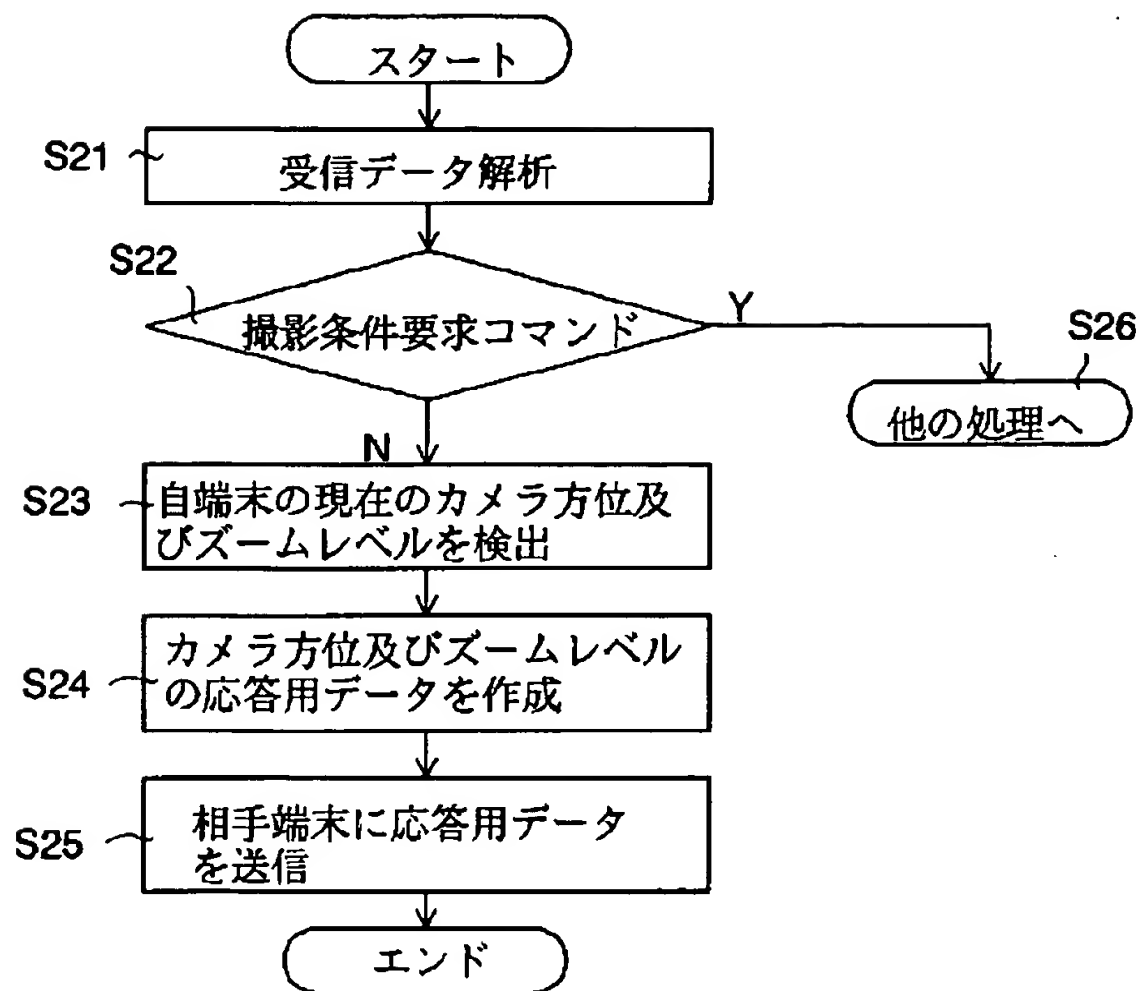 スタート
S21
受信データ解析
S22
撮影条件要求コマンド
Y
S26
他の処理へ
N
S23
自端末の現在のカメラ方位及
びズームレベルを検出
S24
カメラ方位及びズームレベル
の応答用データを作成
S25
相手端末に応答用データ
を送信
エンド